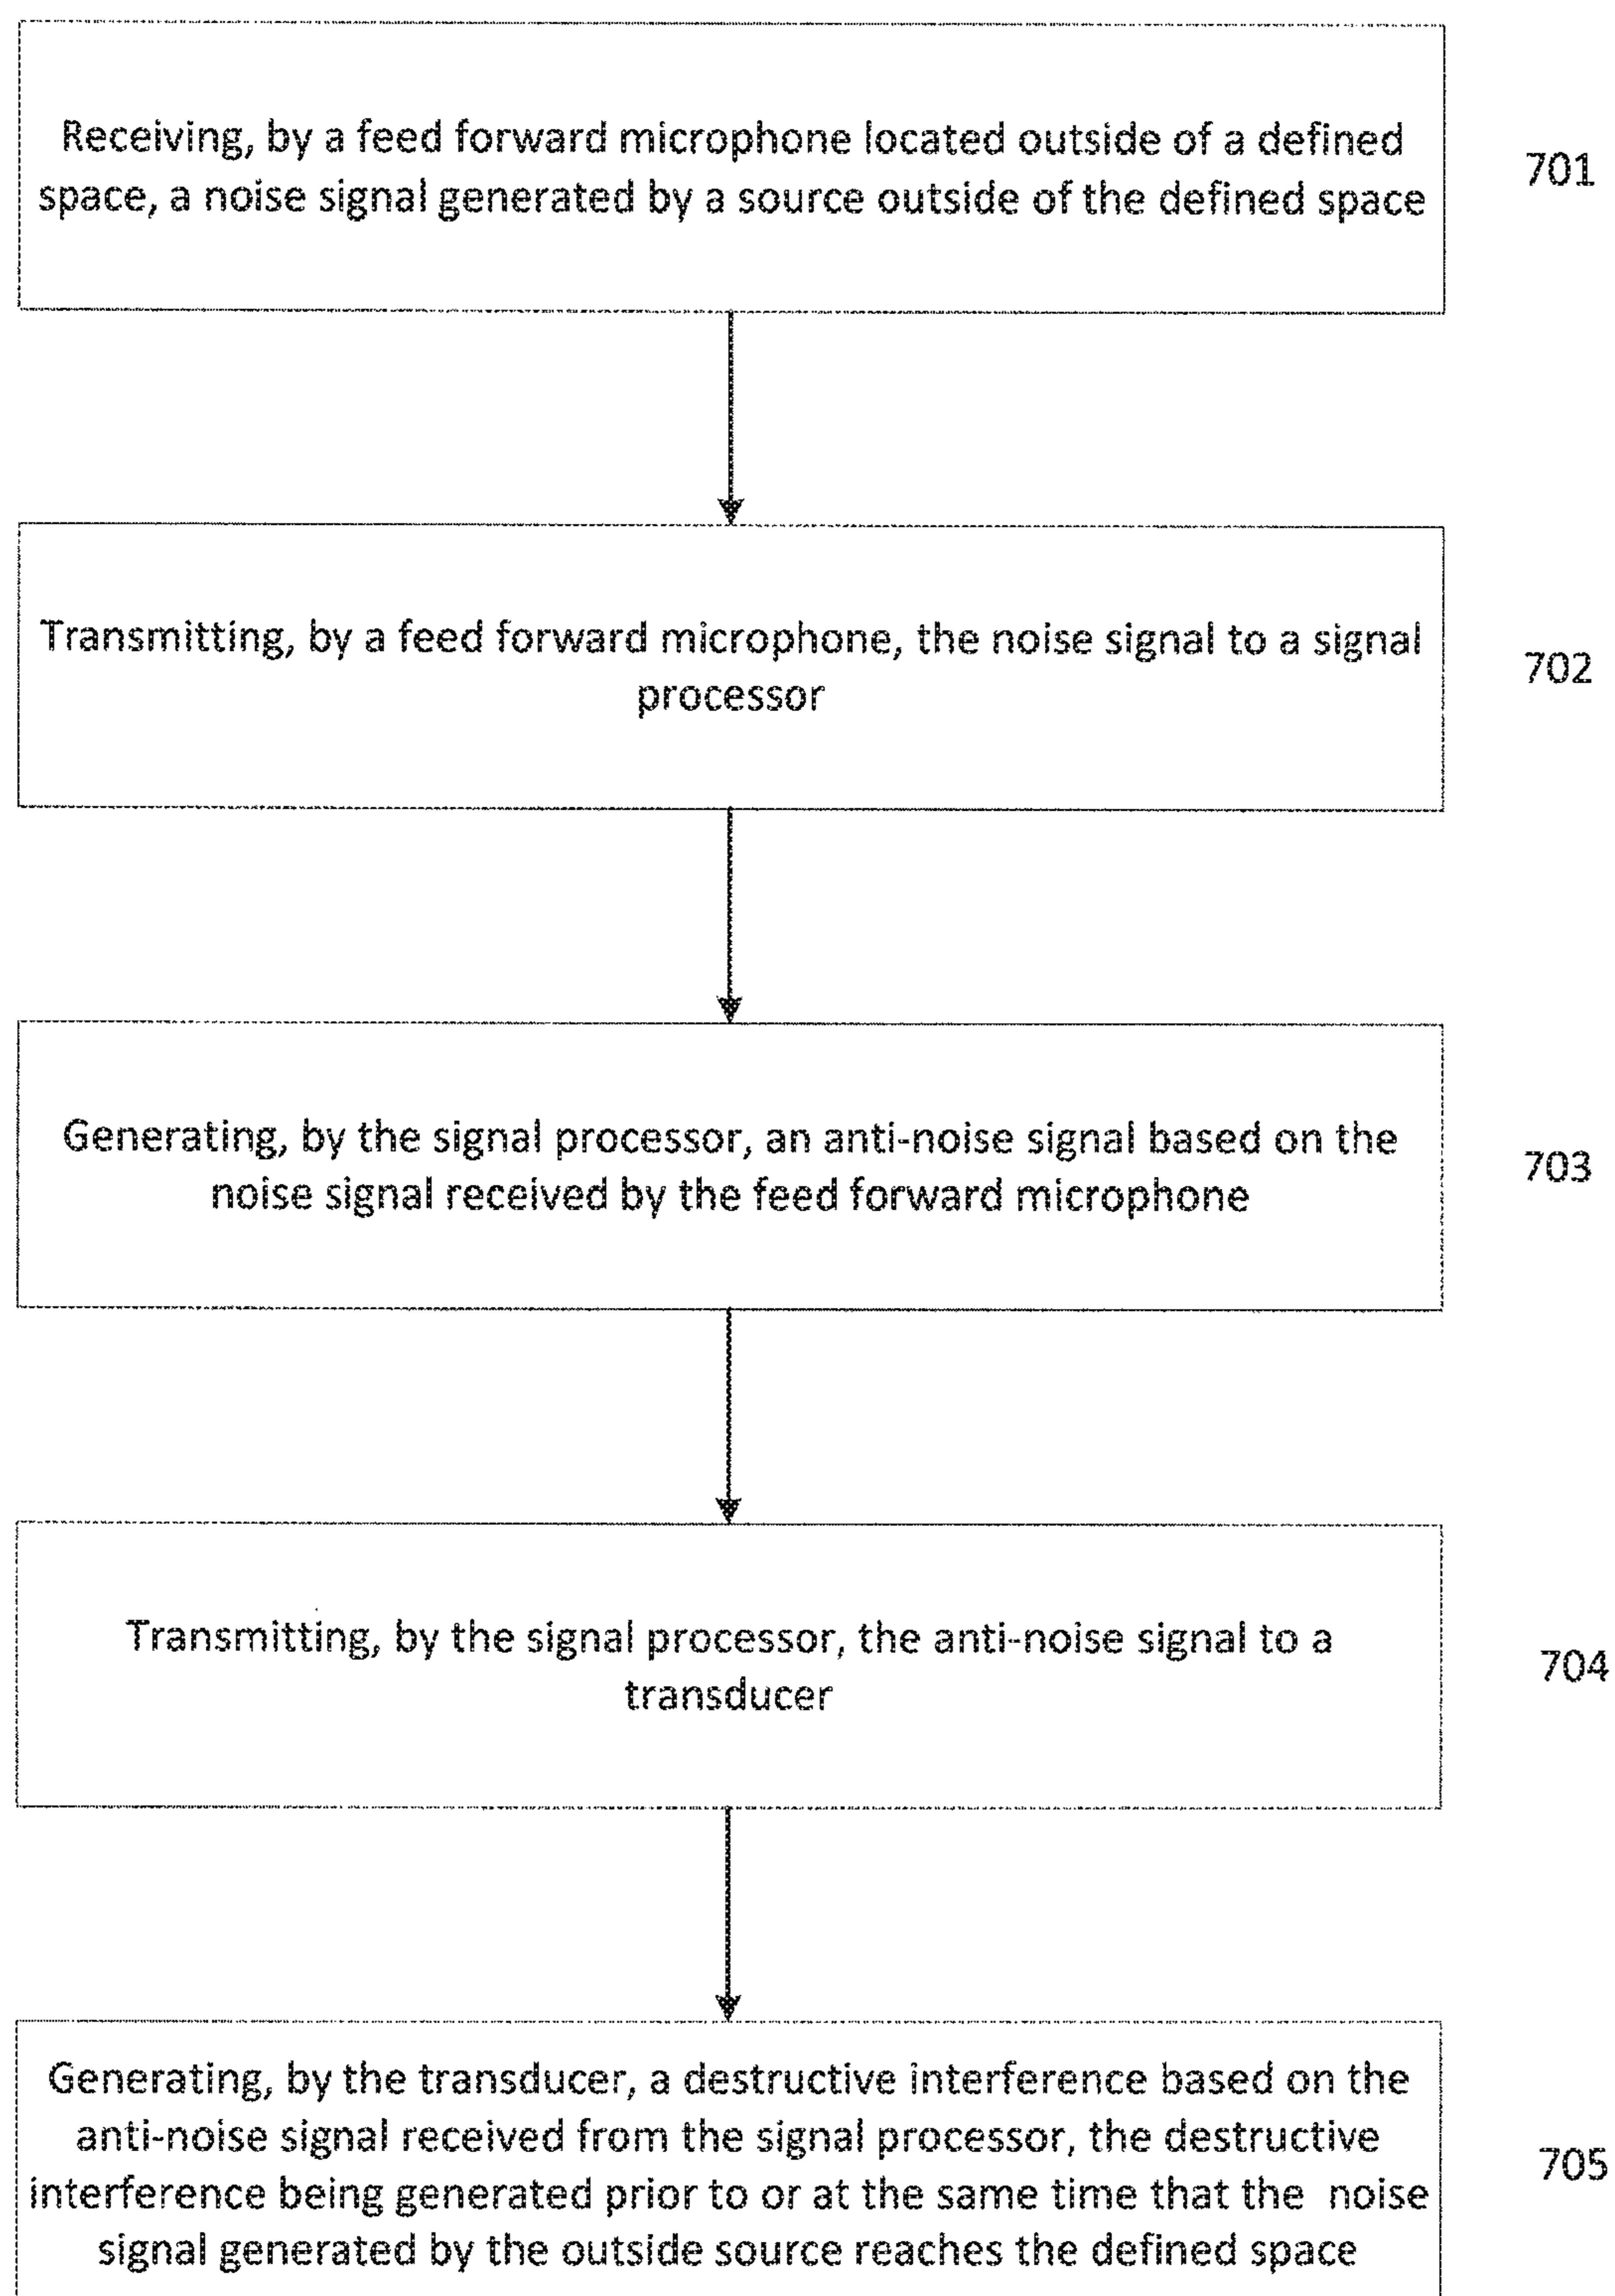 Receiving, by a feed forward microphone located outside of a defined
space, a noise signal generated by a source outside of the defined space
701
Transmitting, by a feed forward microphone, the noise signal to a signal
processor
702
Generating, by the signal processor, an anti-noise signal based on the
noise signal received by the feed forward microphone
703
Transmitting, by the signal processor, the anti-noise signal to a
transducer
704
Generating, by the transducer, a destructive interference based on the
anti-noise signal received from the signal processor, the destructive
interference being generated prior to or at the same time that the noise
signal generated by the outside source reaches the defined space
705